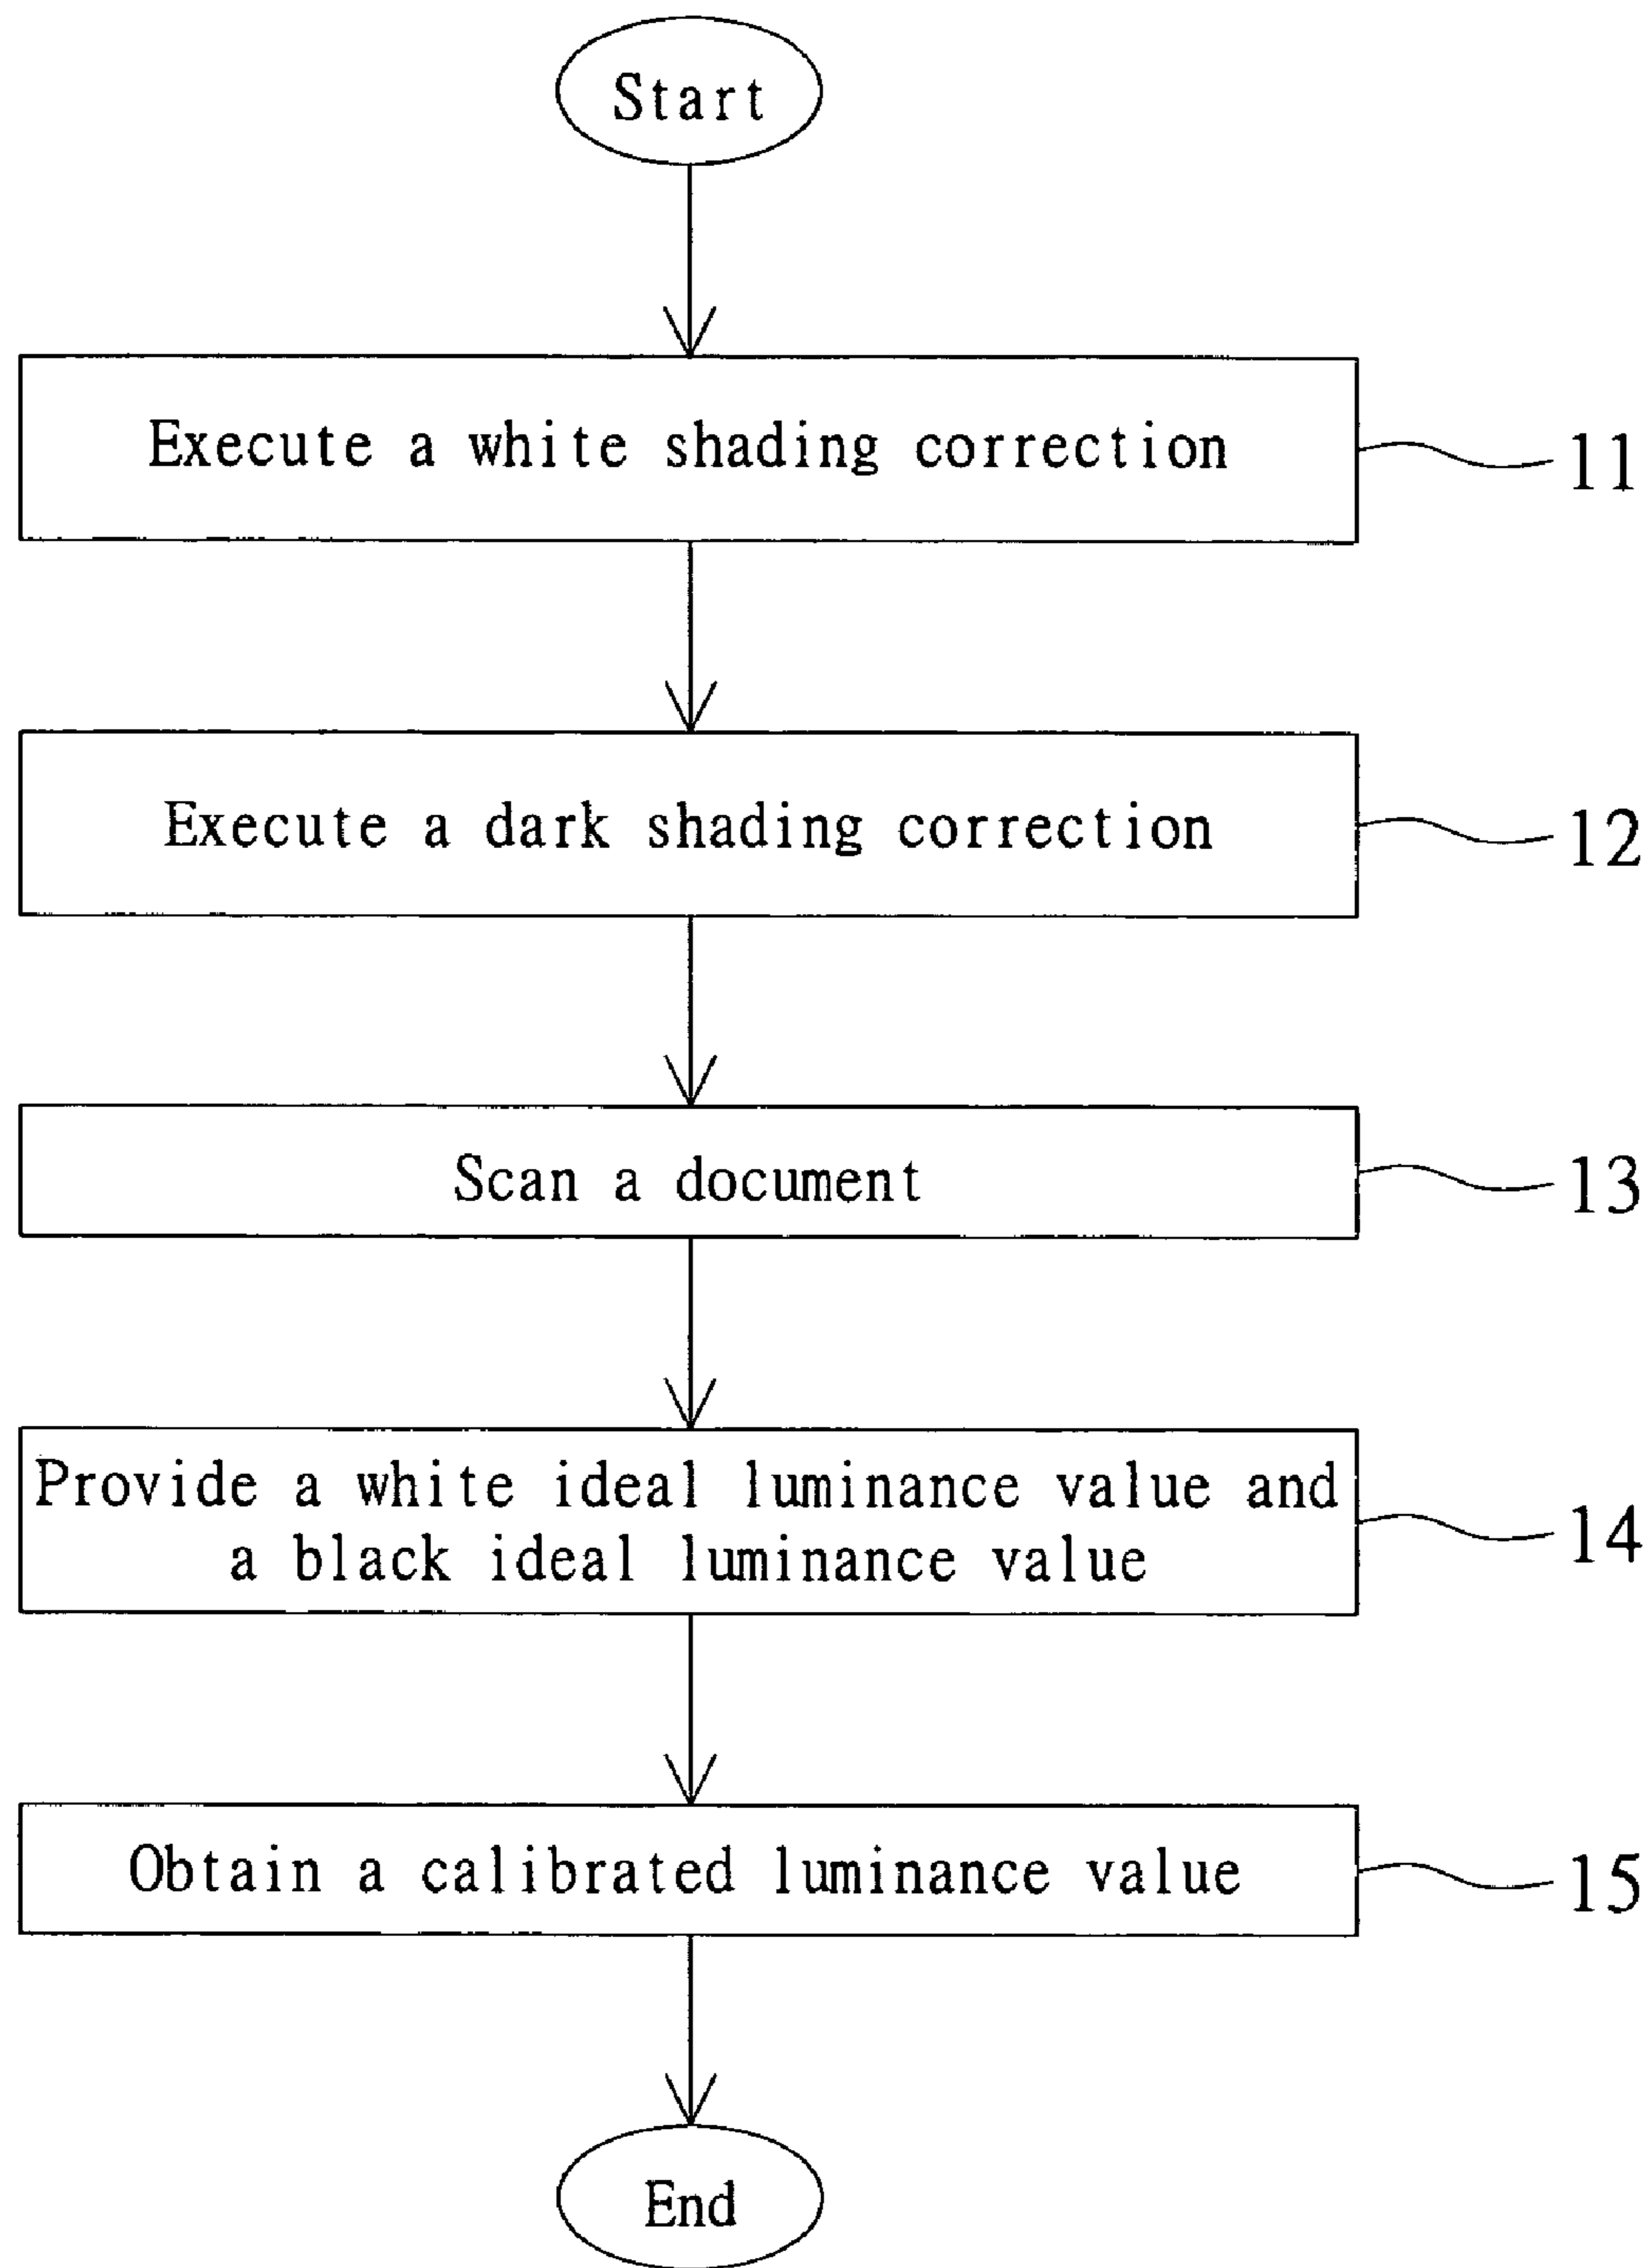 Start
Execute a white shading correction
11
Execute a dark shading correction
12
Scan a document
13
Provide a white ideal luminance value and
a black ideal luminance value
14
Obtain a calibrated luminance value
15
End